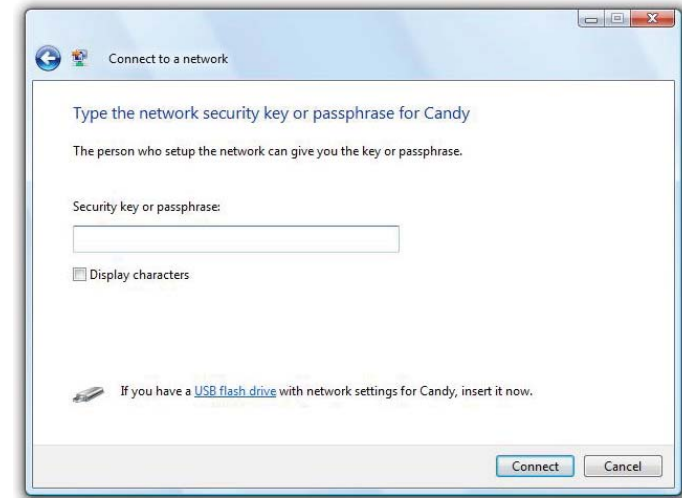 Connect to a network
Type the network security key or passphrase for Candy
The person who setup the network can give you the key or passphrase.
Security key or passphrase:
Display characters
If you have a USB flash drive with network settings for Candy, insert it now.
Connect Cancel